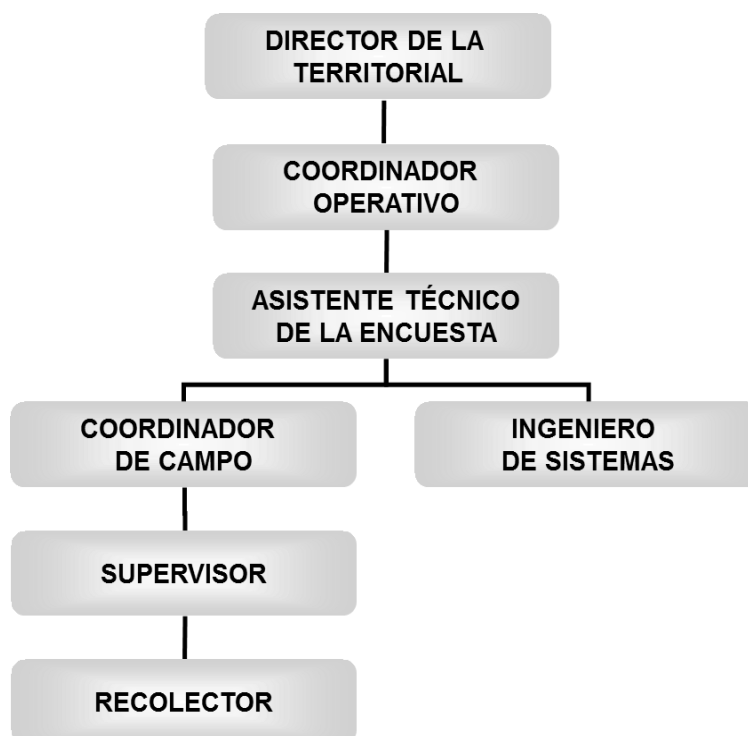 DIRECTOR DE LA
TERRITORIAL
COORDINADOR
OPERATIVO
ASISTENTE TÉCNICO
DE LA ENCUESTA
COORDINADOR
DE CAMPO
INGENIERO
DE SISTEMAS
SUPERVISOR
RECOLECTOR